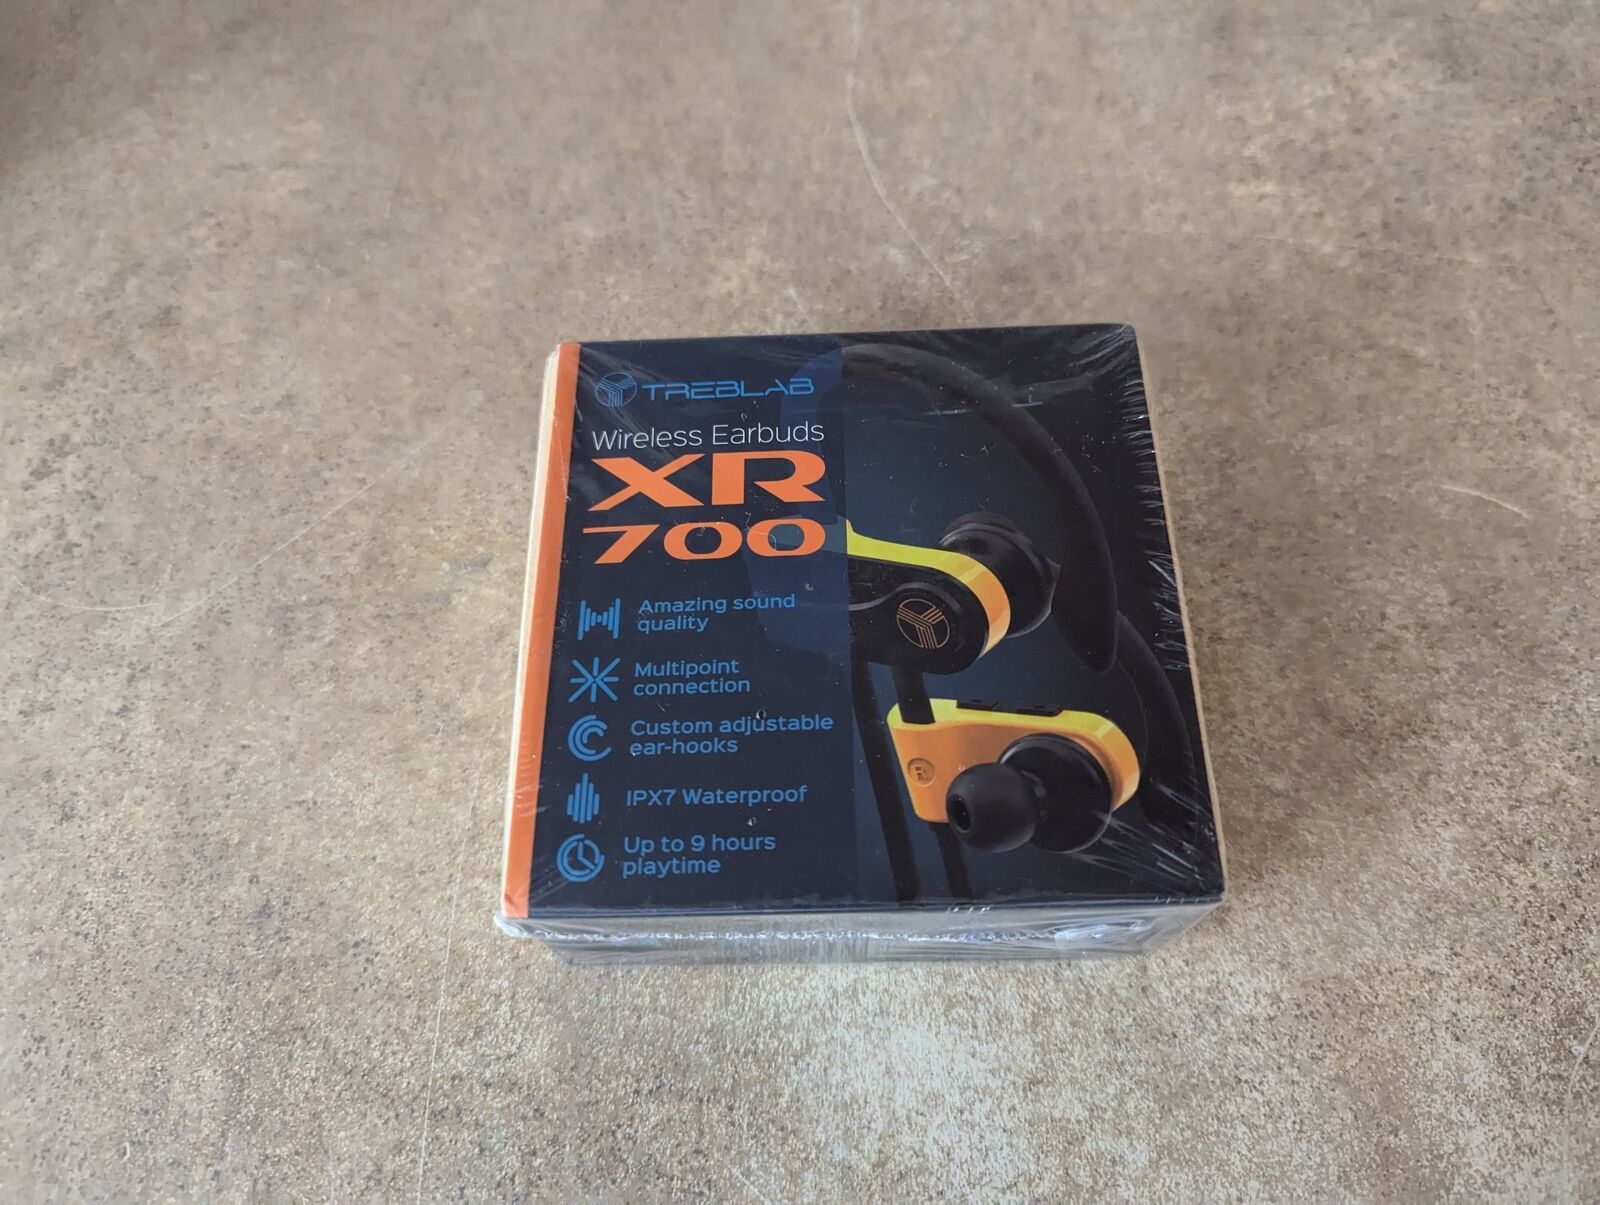 TREBLAB
Wireless Earbuds
XR
700
Amazing sound
quality
Multipoint
connection
Custom adjustable
ear-hooks
IPX7 Waterproof
Up to 9 hours
playtime
R